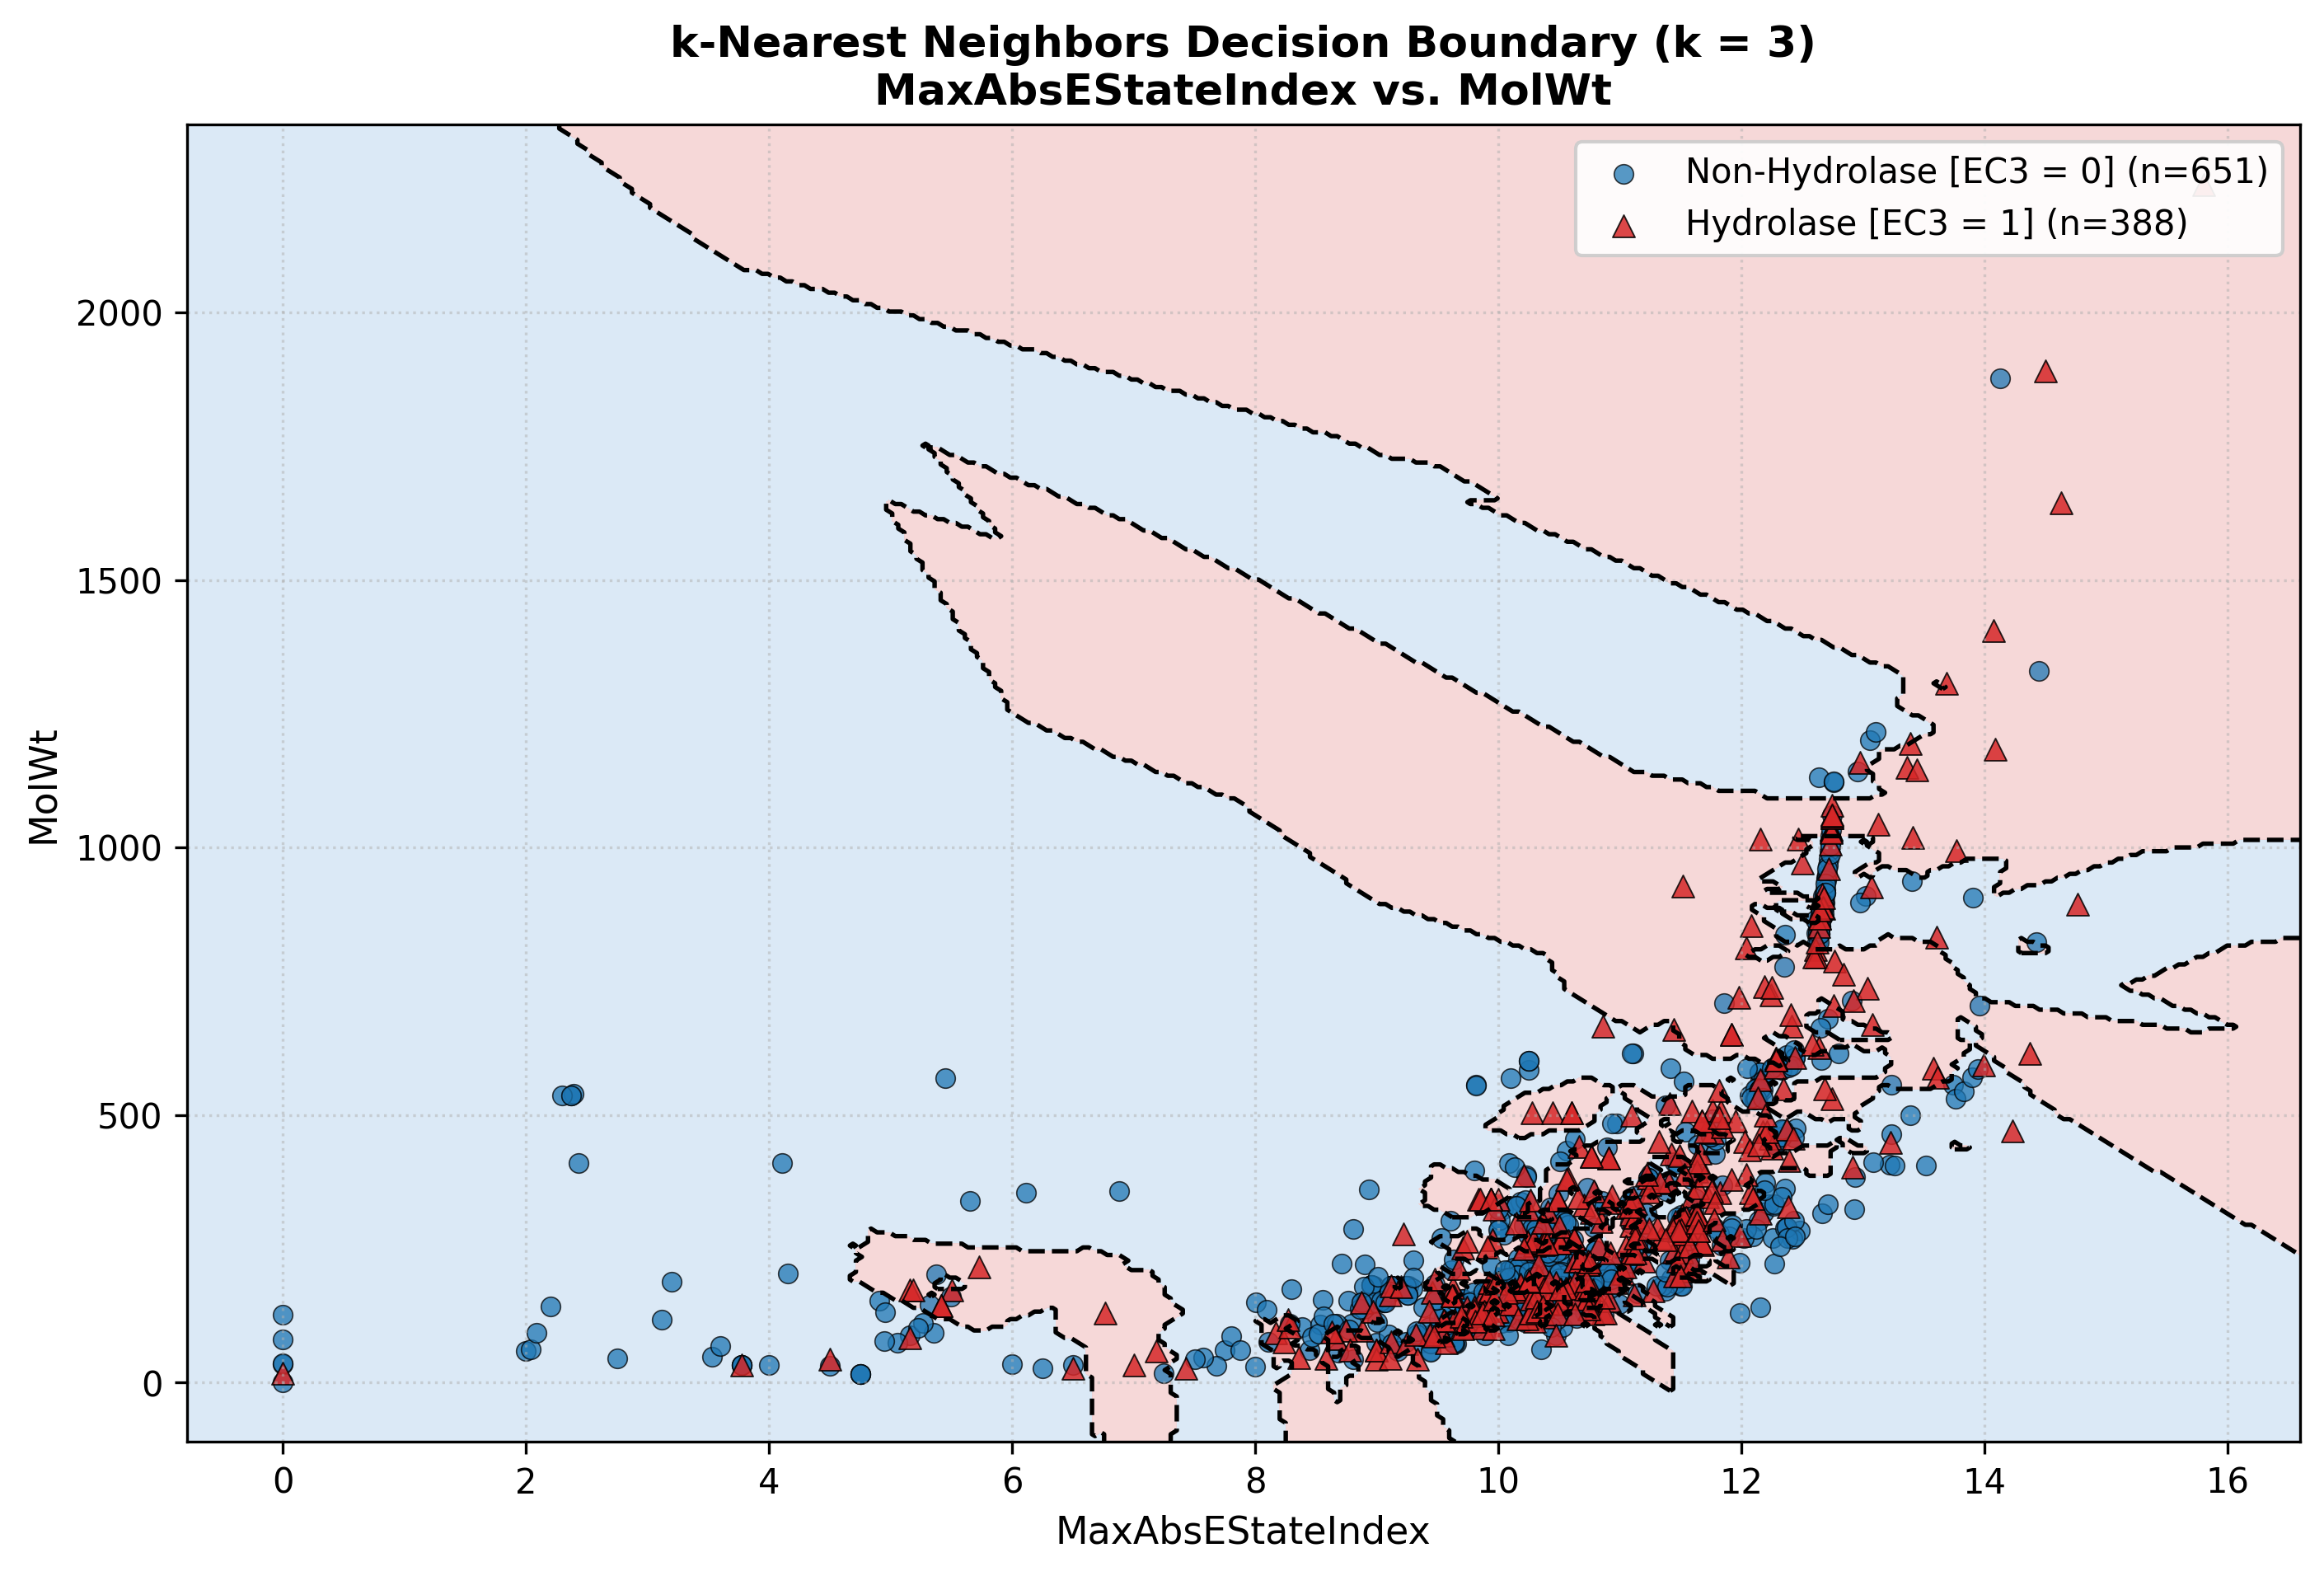 k-Nearest Neighbors Decision Boundary (k = 3)
MaxAbsEStateIndex vs. MolWt
Non-Hydrolase [EC3 = 0] (n=651)
Hydrolase [EC3 = 1] (n=388)
2000
1500
1000
500
0
MolWt
0 2 4 6 8 10 12 14 16
MaxAbsEStateIndex